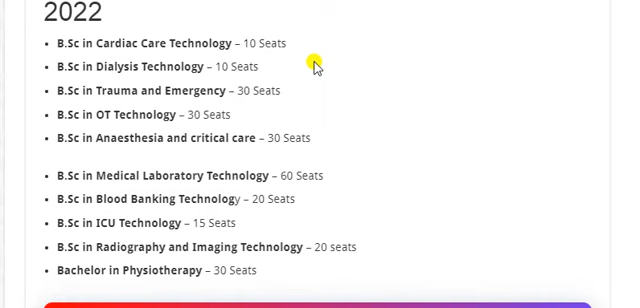 2022
• B.Sc in Cardiac Care Technology – 10 Seats
• B.Sc in Dialysis Technology – 10 Seats
• B.Sc in Trauma and Emergency – 30 Seats
• B.Sc in OT Technology – 30 Seats
• B.Sc in Anaesthesia and critical care – 30 Seats
• B.Sc in Medical Laboratory Technology – 60 Seats
• B.Sc in Blood Banking Technology – 20 Seats
• B.Sc in ICU Technology – 15 Seats
• B.Sc in Radiography and Imaging Technology – 20 seats
• Bachelor in Physiotherapy – 30 Seats